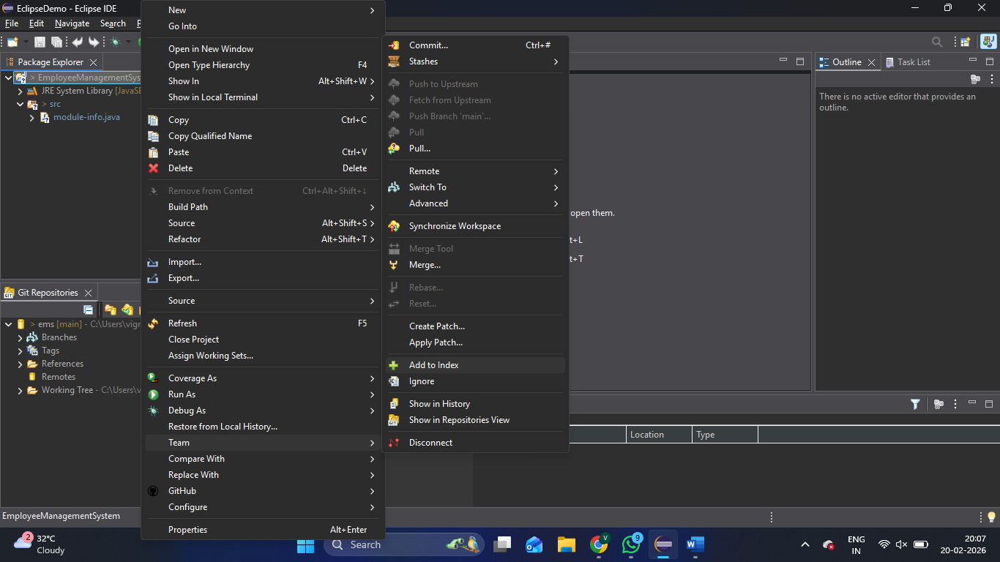 EclipseDemo - Eclipse IDE
File Edit Navigate Search
Package Explorer
> EmployeeManagementSys
JRE System Library [JavaSE
> src
module-info.java
Git Repositories
> ems [main] - C:\Users\vign
Branches
Tags
References
Remotes
Working Tree - C:\Users\v
EmployeeManagementSystem
New
Go Into
Open in New Window
Open Type Hierarchy F4
Show In Alt+Shift+W
Show in Local Terminal
Copy Ctrl+C
Copy Qualified Name
Paste Ctrl+V
Delete Delete
Remove from Context Ctrl+Alt+Shift+↓
Build Path
Source Alt+Shift+S
Refactor Alt+Shift+T
Import...
Export...
Source
Refresh F5
Close Project
Assign Working Sets...
Coverage As
Run As
Debug As
Restore from Local History...
Team
Compare With
Replace With
GitHub
Configure
Properties Alt+Enter
Commit... Ctrl+#
Stashes
Push to Upstream
Fetch from Upstream
Push Branch 'main'...
Pull
Pull...
Remote
Switch To
Advanced
Synchronize Workspace
Merge Tool
Merge...
Rebase...
Reset...
Create Patch...
Apply Patch...
Add to Index
Ignore
Show in History
Show in Repositories View
Disconnect
open them.
t+L
t+T
Outline Task List
There is no active editor that provides an
outline.
Location Type
2
32°C
Cloudy
Search
V
9
ENG
IN
20:07
20-02-2026